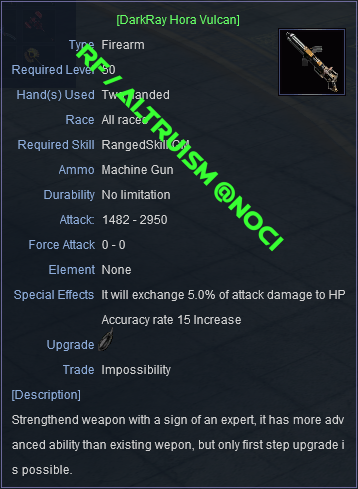 [DarkRay Hora Vulcan]
Type Firearm
Required Level 60
Hand(s) Used Two handed
Race All races
Required Skill RangedSkill
Ammo Machine Gun
Durability No limitation
Attack: 1482 - 2950
Force Attack 0 - 0
Element None
Special Effects It will exchange 5.0% of attack damage to HP
Accuracy rate 15 Increase
Upgrade
Trade Impossibility
[Description]
Strengthend weapon with a sign of an expert, it has more adv
anced ability than existing wepon, but only first step upgrade i
s possible.
RF / ALTRUISM @NOCI